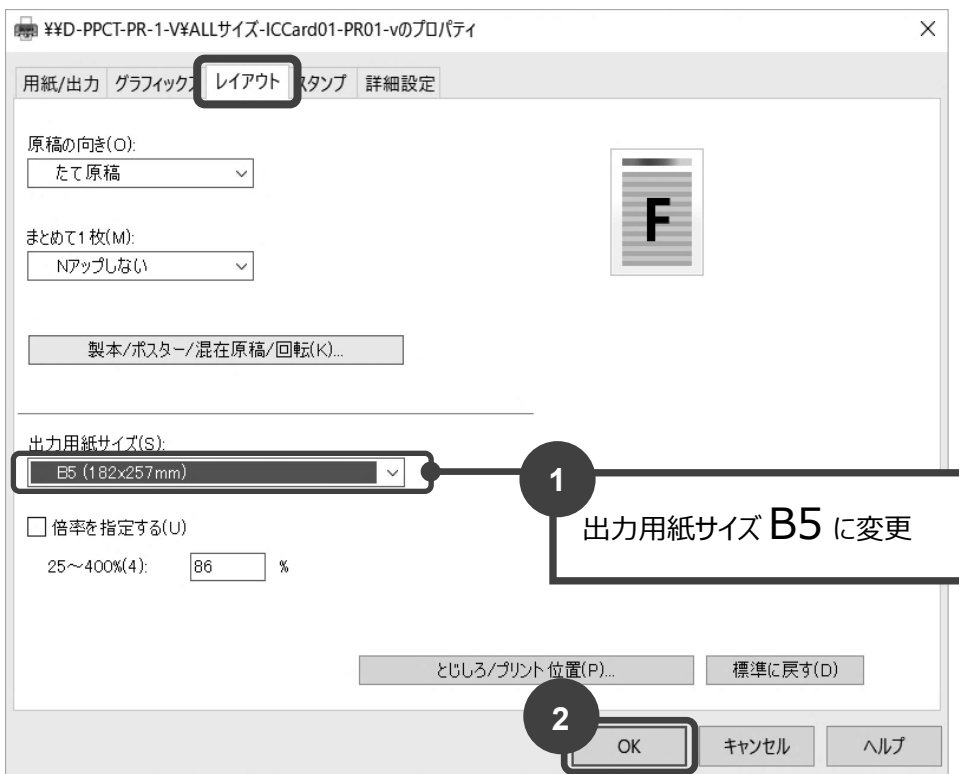 ¥¥D-PPCT-PR-1-V¥ALLサイズ-ICCard01-PR01-vのプロパティ
用紙/出力 グラフィックス レイアウト スタンプ 詳細設定
原稿の向き(O):
たて原稿
F
まとめて1枚(M):
Nアップしない
製本/ポスター/混在原稿/回転(K)...
出力用紙サイズ(S):
B5 (182x257mm)
1
出力用紙サイズ B5 に変更
倍率を指定する(U)
25～400%(4): 86 %
とじしろ/プリント位置(P)... 標準に戻す(D)
2
OK キャンセル ヘルプ